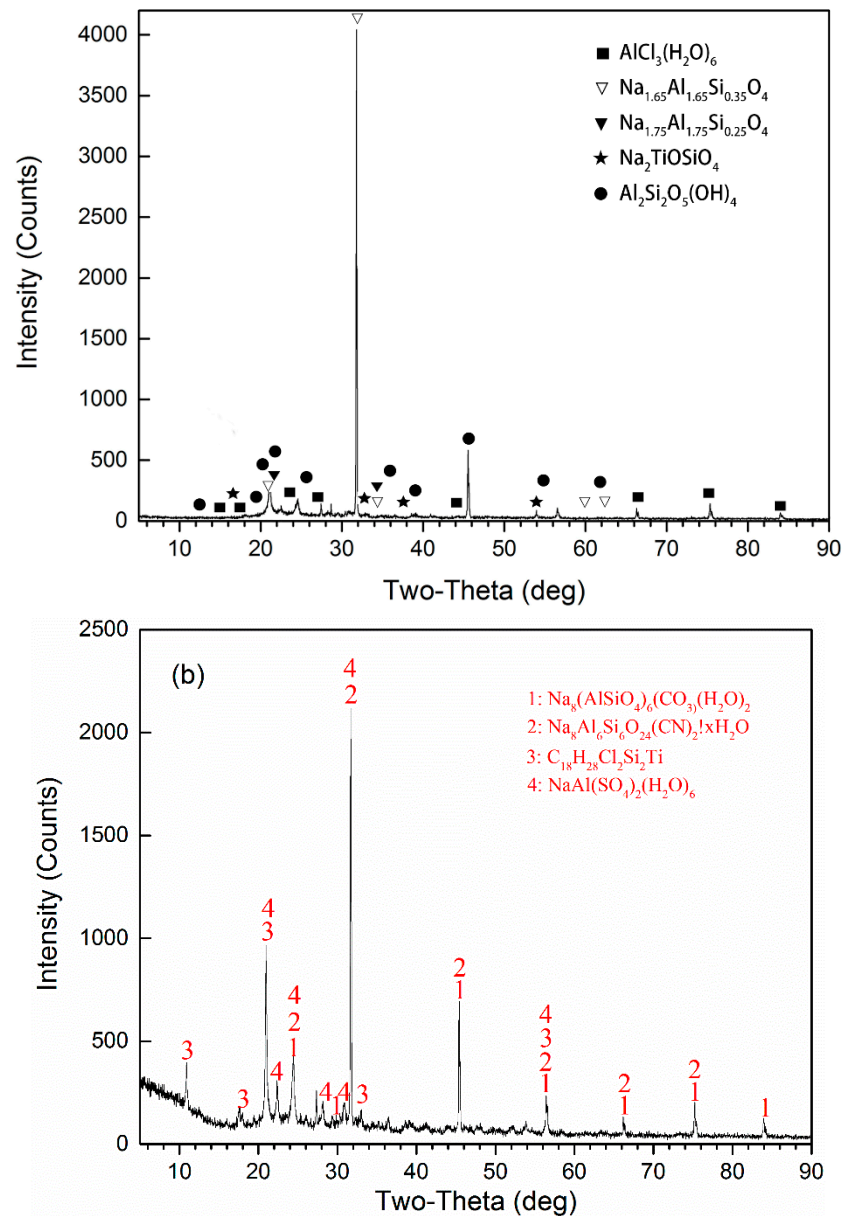 4000
3500
3000
2500
2000
1500
1000
500
0
Intensity (Counts)
■ AlCl₃(H₂O)₆
▽ Na₁.₆₅Al₁.₆₅Si₀.₃₅O₄
▼ Na₁.₇₅Al₁.₇₅Si₀.₂₅O₄
★ Na₂TiOSiO₄
● Al₂Si₂O₅(OH)₄
10 20 30 40 50 60 70 80 90
Two-Theta (deg)
2500
2000
1500
1000
500
0
Intensity (Counts)
(b)
1: Na₈(AlSiO₄)₆(CO₃)(H₂O)₂
2: Na₈Al₆Si₆O₂₄(CN)₂!xH₂O
3: C₁₈H₂₈Cl₂Si₂Ti
4: NaAl(SO₄)₂(H₂O)₆
3
3
4
3
4
4
2
1
4
1
4
4
2
3
2
1
4
3
2
1
2
1
2
1
1
10 20 30 40 50 60 70 80 90
Two-Theta (deg)